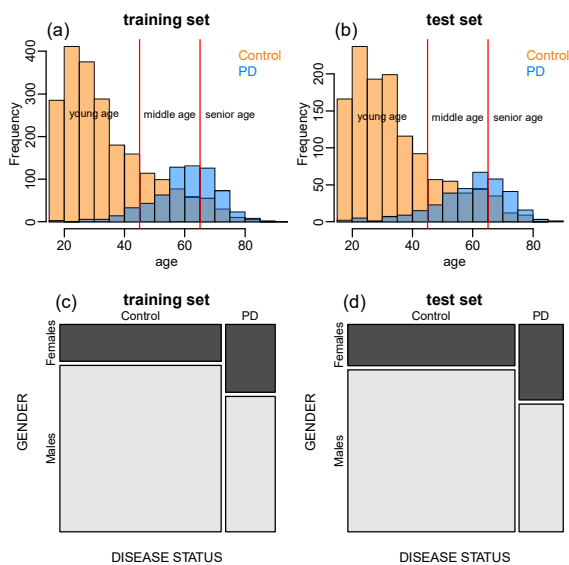 (a) training set
Control
PD
young age middle age senior age
Frequency
0 100 200 300 400
20 40 60 80
age
(b) test set
Control
PD
young age middle age senior age
Frequency
0 50 100 150 200
20 40 60 80
age
(c) training set
Control PD
Females
Males
GENDER
DISEASE STATUS
(d) test set
Control PD
Females
Males
GENDER
DISEASE STATUS